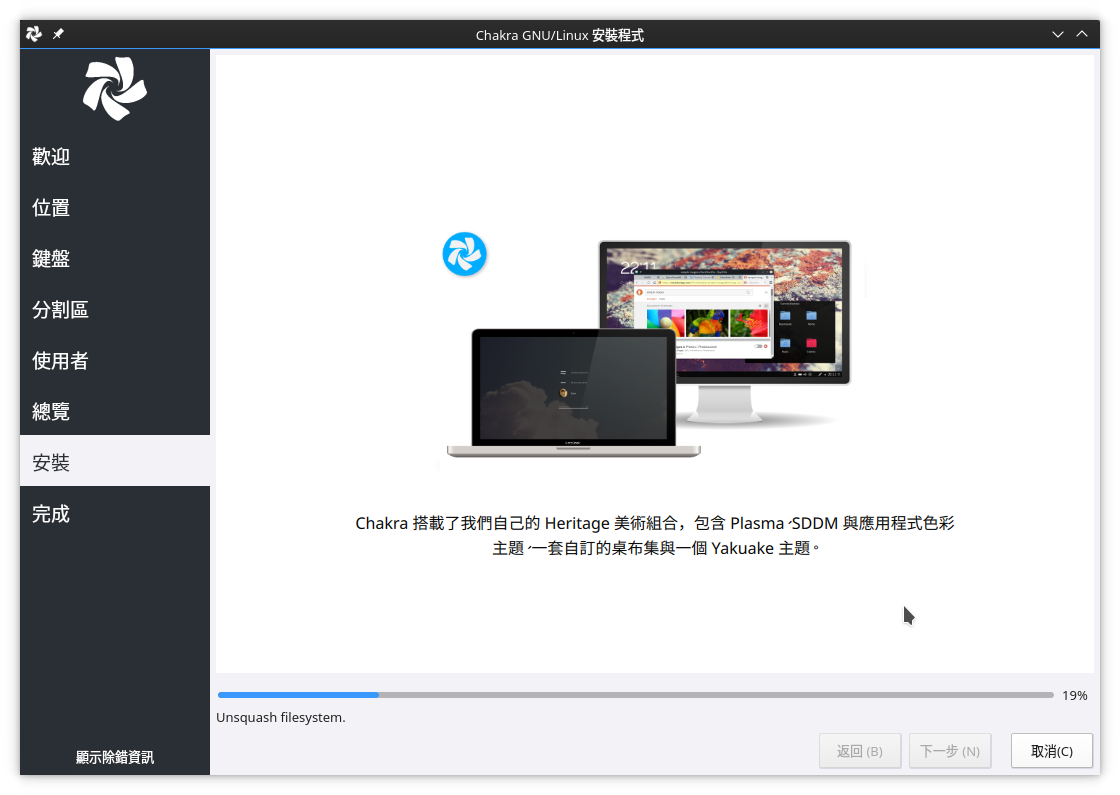 Chakra GNU/Linux 安裝程式
歡迎
位置
鍵盤
分割區
使用者
總覽
安裝
完成
顯示除錯資訊
22:11
Chakra 搭載了我們自己的 Heritage 美術組合，包含 Plasma、SDDM 與應用程式色彩
主題、一套自訂的桌布集與一個 Yakuake 主題。
19%
Unsquash filesystem.
返回 (B)
下一步 (N)
取消(C)